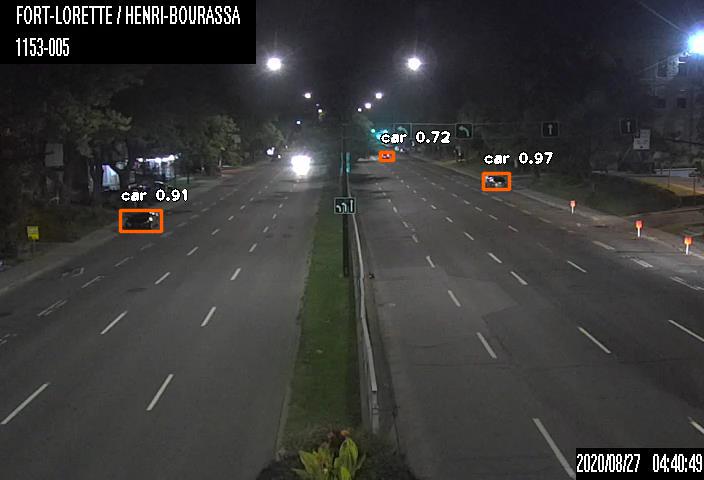 FORT-LORETTE / HENRI-BOURASSA
1153-005
car 0.72
car 0.97
car 0.91
2020/08/27 04:40:49